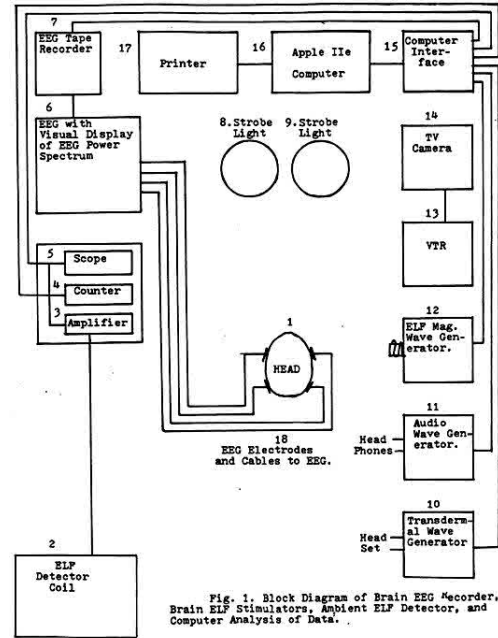 7
EEG Tape
Recorder
17
Printer
16
Apple IIe
Computer
15
Computer
Inter-
face
6
EEG with
Visual Display
of EEG Power
Spectrum
8.Strobe
Light
9.Strobe
Light
14
TV
Camera
13
VTR
5
Scope
4
Counter
3
Amplifier
1
HEAD
12
ELF Mag.
Wave Gen-
erator.
18
EEG Electrodes
and Cables to EEG.
11
Audio
Wave Gen-
erator.
Head
Phones
10
Transderm-
al Wave
Generator
Head
Set
2
ELF
Detector
Coil
Fig. 1. Block Diagram of Brain EEG Recorder,
Brain ELF Stimulators, Ambient ELF Detector, and
Computer Analysis of Data.